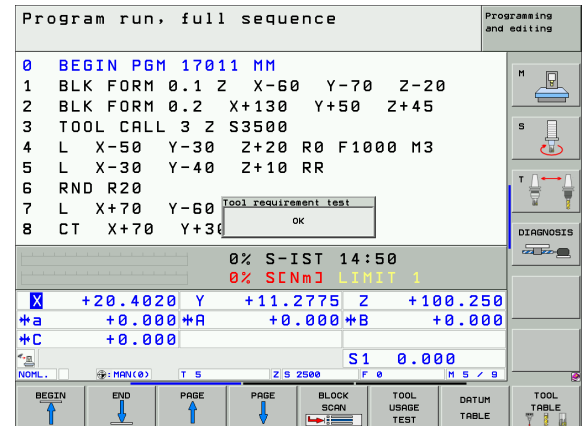 Program run, full sequence
Programming and editing
0 BEGIN PGM 17011 MM
1 BLK FORM 0.1 Z X-60 Y-70 Z-20
2 BLK FORM 0.2 X+130 Y+50 Z+45
3 TOOL CALL 3 Z S3500
4 L X-50 Y-30 Z+20 R0 F1000 M3
5 L X-30 Y-40 Z+10 RR
6 RND R20
7 L X+70 Y-60
8 CT X+70 Y+30
Tool requirement test
OK
M
S
T
DIAGNOSIS
0% S-IST 14:50
0% S[Nm] LIMIT 1
X +20.4020 Y +11.2775 Z +100.250
a +0.000 A +0.000 B +0.000
C +0.000
S1 0.000
NOML. MAN(0) T 5 Z S 2500 F 0 M 5 / 9
BEGIN
END
PAGE
PAGE
BLOCK SCAN
TOOL USAGE TEST
DATUM TABLE
TOOL TABLE